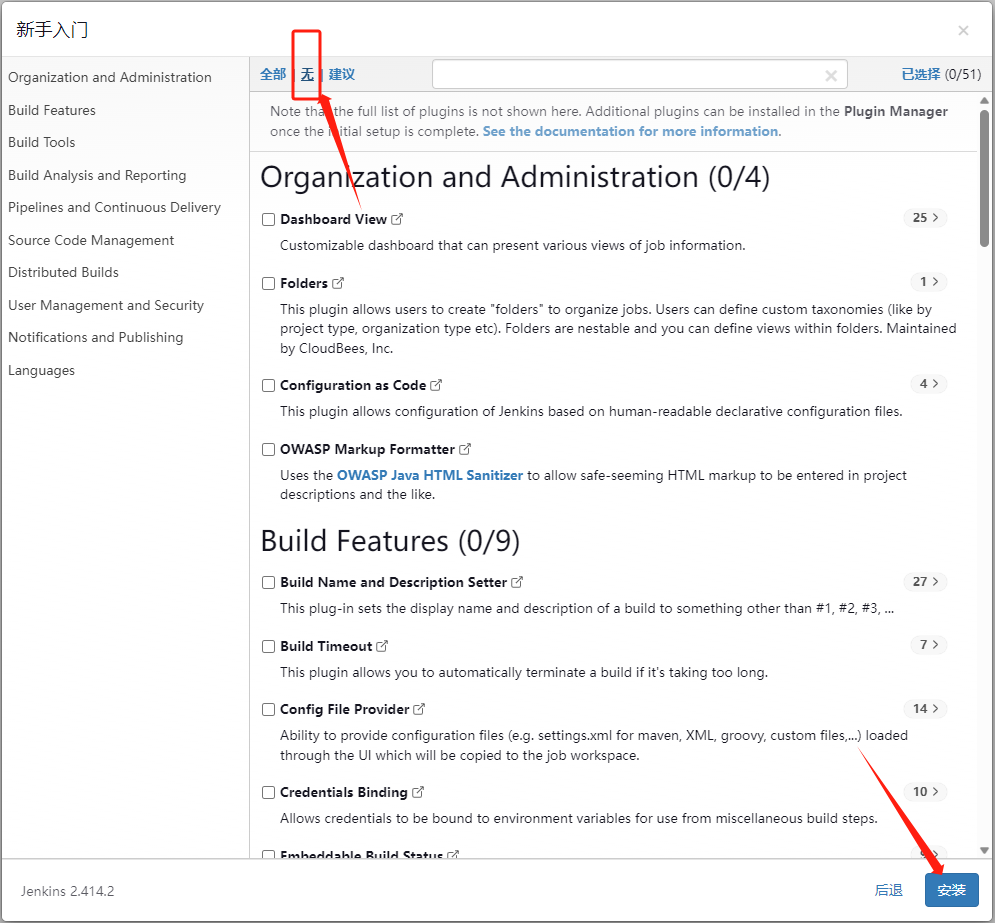 新手入门
×
Organization and Administration
Build Features
Build Tools
Build Analysis and Reporting
Pipelines and Continuous Delivery
Source Code Management
Distributed Builds
User Management and Security
Notifications and Publishing
Languages
全部 | 无 | 建议 × 已选择 (0/51)
Note that the full list of plugins is not shown here. Additional plugins can be installed in the Plugin Manager
once the initial setup is complete. See the documentation for more information.
Organization and Administration (0/4)
Dashboard View 25 >
Customizable dashboard that can present various views of job information.
Folders 1 >
This plugin allows users to create "folders" to organize jobs. Users can define custom taxonomies (like by
project type, organization type etc). Folders are nestable and you can define views within folders. Maintained
by CloudBees, Inc.
Configuration as Code 4 >
This plugin allows configuration of Jenkins based on human-readable declarative configuration files.
OWASP Markup Formatter
Uses the OWASP Java HTML Sanitizer to allow safe-seeming HTML markup to be entered in project
descriptions and the like.
Build Features (0/9)
Build Name and Description Setter 27 >
This plug-in sets the display name and description of a build to something other than #1, #2, #3, ...
Build Timeout 7 >
This plugin allows you to automatically terminate a build if it's taking too long.
Config File Provider 14 >
Ability to provide configuration files (e.g. settings.xml for maven, XML, groovy, custom files,...) loaded
through the UI which will be copied to the job workspace.
Credentials Binding 10 >
Allows credentials to be bound to environment variables for use from miscellaneous build steps.
Embeddable Build Status
Jenkins 2.414.2
后退
安装